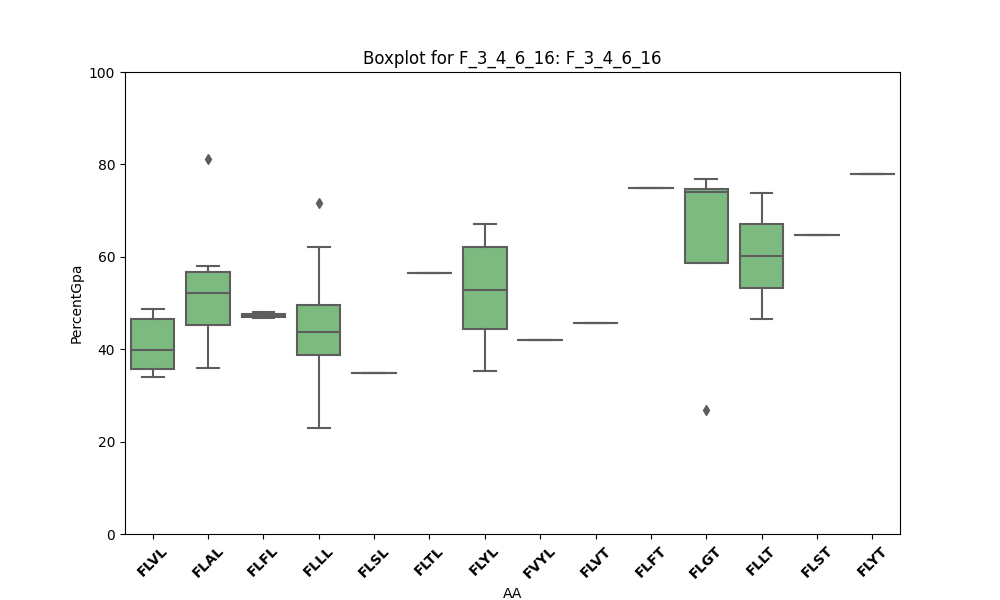 Boxplot for F_3_4_6_16: F_3_4_6_16
PercentGpa
100
80
60
40
20
0
FLVL FLAL FLFL FLLL FLSL FLTL FLYL FVYL FLVT FLFT FLGT FLLT FLST FLYT
AA